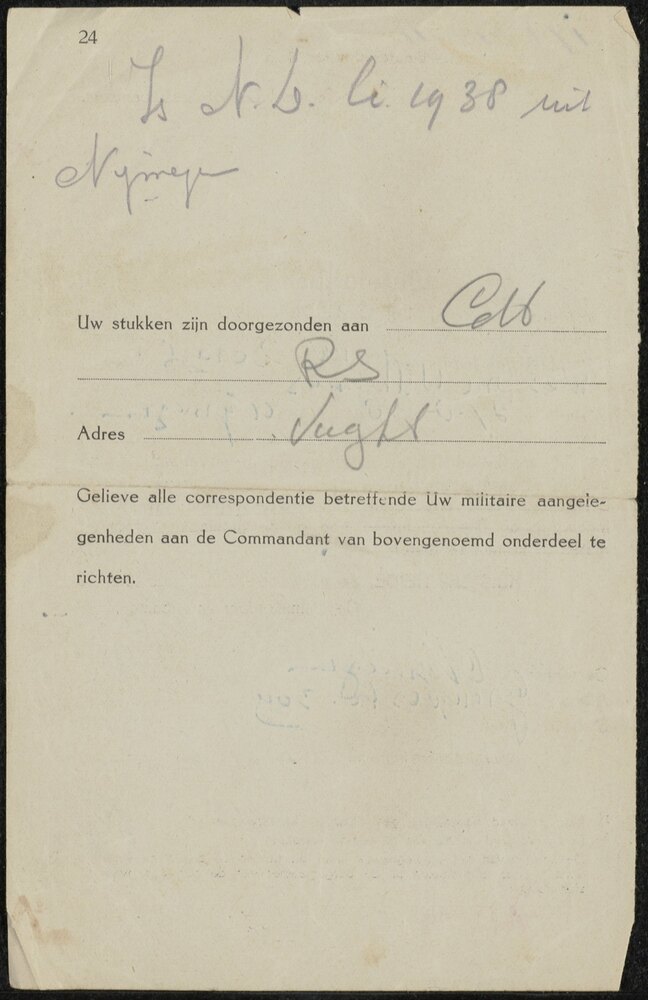 24
Is N.D. li. 1938 uit
Nijmegen
Uw stukken zijn doorgezonden aan Cdt
RS
Adres Vught
Gelieve alle correspondentie betreffende Uw militaire aangele-
genheden aan de Commandant van bovengenoemd onderdeel te
richten.